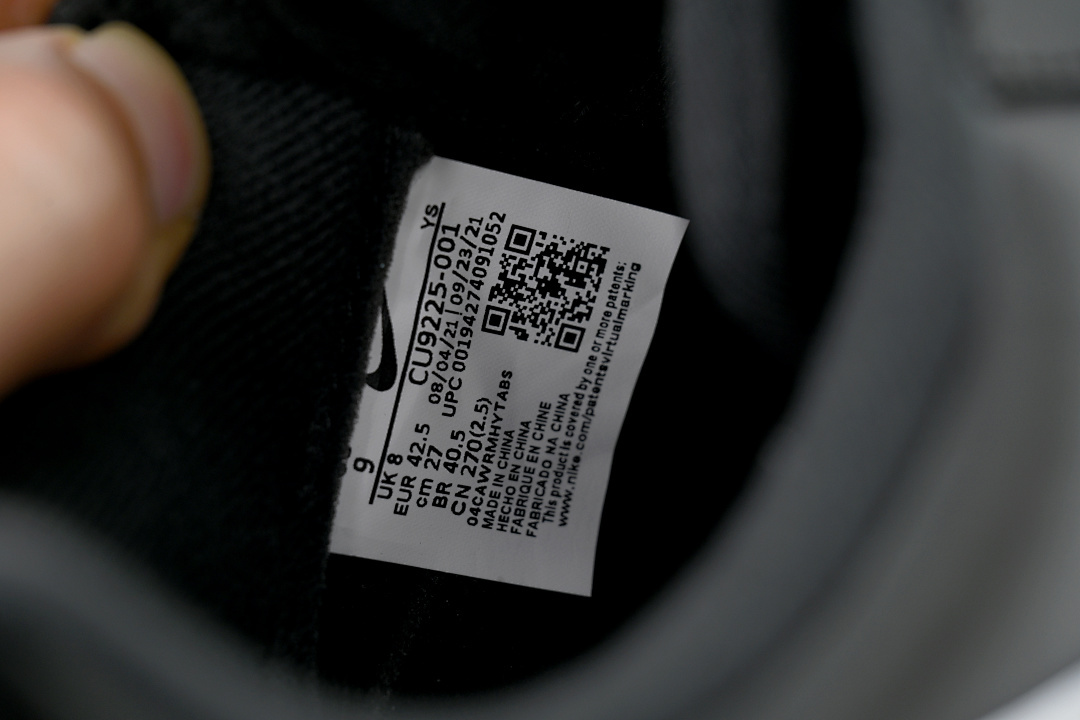 9
YS
UK 8
EUR 42.5
cm 27
BR 40.5
CN 270(2.5)
CU9225-001
08/04/21|09/23/21
UPC 00194274091052
04CAWRMHYTABS
MADE IN CHINA
HECHO EN CHINA
FABRIQUE EN CHINE
FABRICADO NA CHINA
This product is covered by one or more patents:
www.nike.com/patentsvirtualmarking